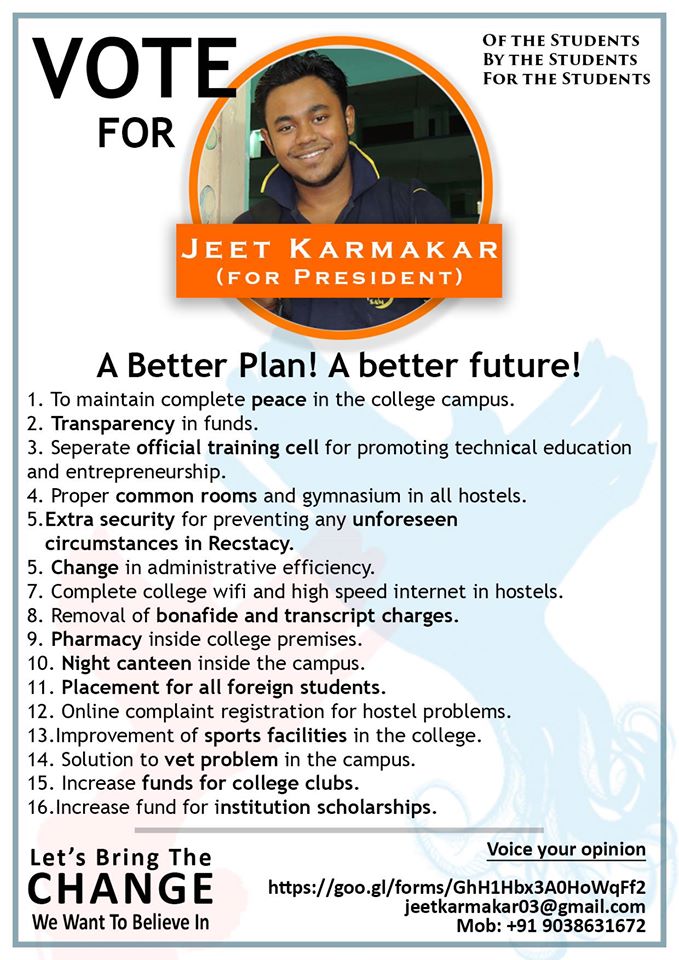 VOTE
FOR
OF THE STUDENTS
BY THE STUDENTS
FOR THE STUDENTS
JEET KARMAKAR
(FOR PRESIDENT)
A Better Plan! A better future!
1. To maintain complete peace in the college campus.
2. Transparency in funds.
3. Seperate official training cell for promoting technical education
and entrepreneurship.
4. Proper common rooms and gymnasium in all hostels.
5.Extra security for preventing any unforeseen
circumstances in Recstacy.
5. Change in administrative efficiency.
7. Complete college wifi and high speed internet in hostels.
8. Removal of bonafide and transcript charges.
9. Pharmacy inside college premises.
10. Night canteen inside the campus.
11. Placement for all foreign students.
12. Online complaint registration for hostel problems.
13.Improvement of sports facilities in the college.
14. Solution to vet problem in the campus.
15. Increase funds for college clubs.
16.Increase fund for institution scholarships.
Let's Bring The
CHANGE
We Want To Believe In
Voice your opinion
https://goo.gl/forms/GhH1Hbx3A0HoWqFf2
jeetkarmakar03@gmail.com
Mob: +91 9038631672